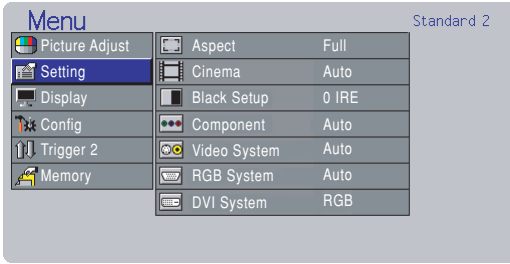 Menu
Standard 2
Picture Adjust
Setting
Display
Config
Trigger 2
Memory
Aspect Full
Cinema Auto
Black Setup 0 IRE
Component Auto
Video System Auto
RGB System Auto
DVI System RGB